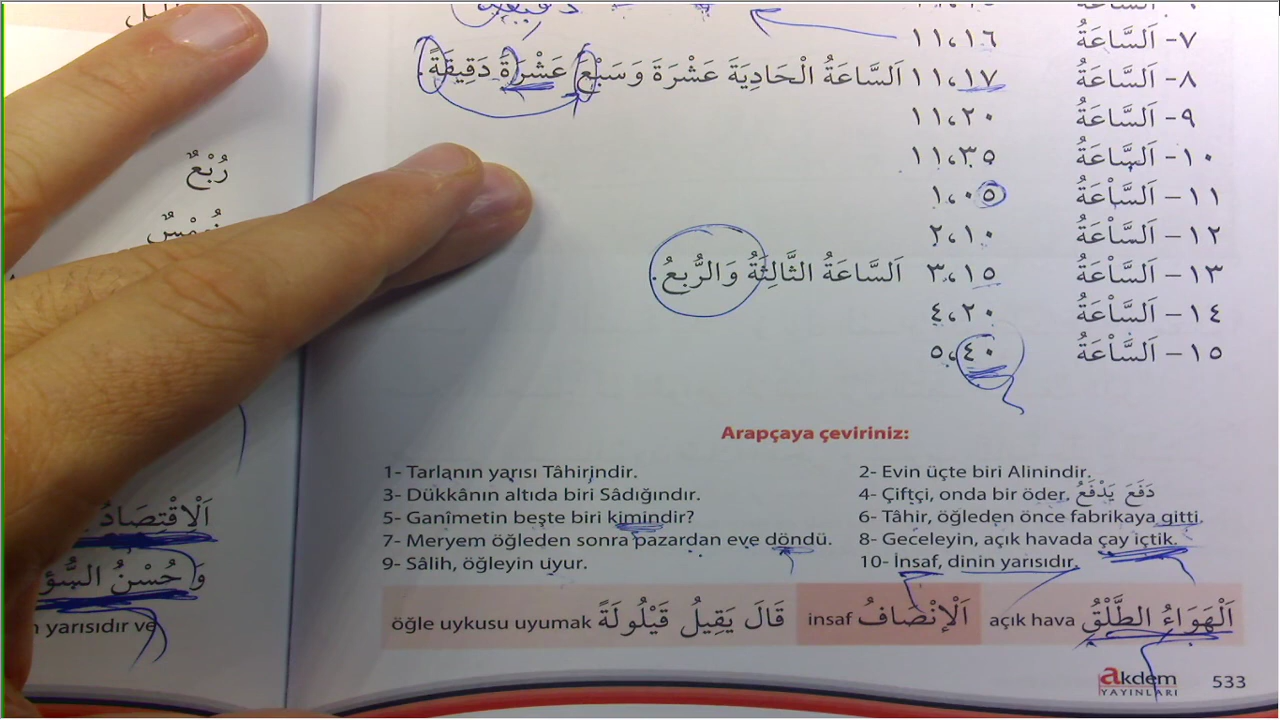 ٧- اَلسَّاعَةُ ١١،١٦
٨- اَلسَّاعَةُ ١١،١٧ اَلسَّاعَةُ الْحَادِيَةَ عَشْرَةَ وَسَبْعَ عَشْرَةَ دَقِيقَةً.
٩- اَلسَّاعَةُ ١١،٢٠
١٠- اَلسَّاعَةُ ١١،٣٥
١١- اَلسَّاعَةُ ١،٠٥
١٢- اَلسَّاعَةُ ٢،١٠
١٣- اَلسَّاعَةُ ٣،١٥ اَلسَّاعَةُ الثَّالِثَةُ وَالرُّبعُ.
١٤- اَلسَّاعَةُ ٤،٢٠
١٥- اَلسَّاعَةُ ٥،٤٠
رُبْعٌ
Arapçaya çeviriniz:
1- Tarlanın yarısı Tâhirindir. 2- Evin üçte biri Alinindir.
3- Dükkânın altıda biri Sâdığındır. 4- Çiftçi, onda bir öder. دَفَعَ يَدْفَعُ
5- Ganîmetin beşte biri kimindir? 6- Tâhir, öğleden önce fabrikaya gitti.
7- Meryem öğleden sonra pazardan eve döndü. 8- Geceleyin, açık havada çay içtik.
9- Sâlih, öğleyin uyur. 10- İnsaf, dinin yarısıdır.
اَلْهَوَاءُ الطَّلْقُ açık hava اَلْإِنْصَافُ insaf قَالَ يَقِيلُ قَيْلُولَةً öğle uykusu uyumak
اَلْاِقْتِصَادُ
وَ حُسْنُ
yarısıdır ve
akdem
YAYINLARI
533